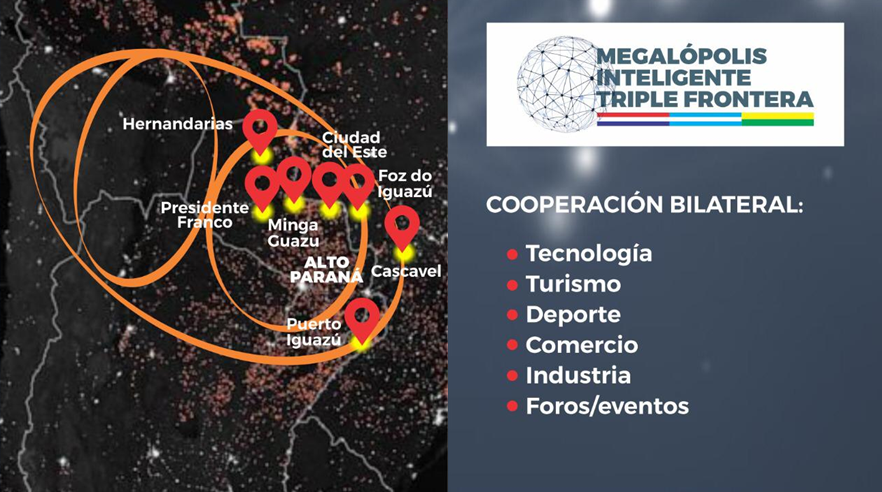 Hernandarias
Ciudad
del Este
Foz do
Iguazú
Presidente
Franco
Minga
Guazu
ALTO
PARANÁ
Cascavel
Puerto
Iguazú
MEGALÓPOLIS
INTELIGENTE
TRIPLE FRONTERA
COOPERACIÓN BILATERAL:
Tecnología
Turismo
Deporte
Comercio
Industria
Foros/eventos